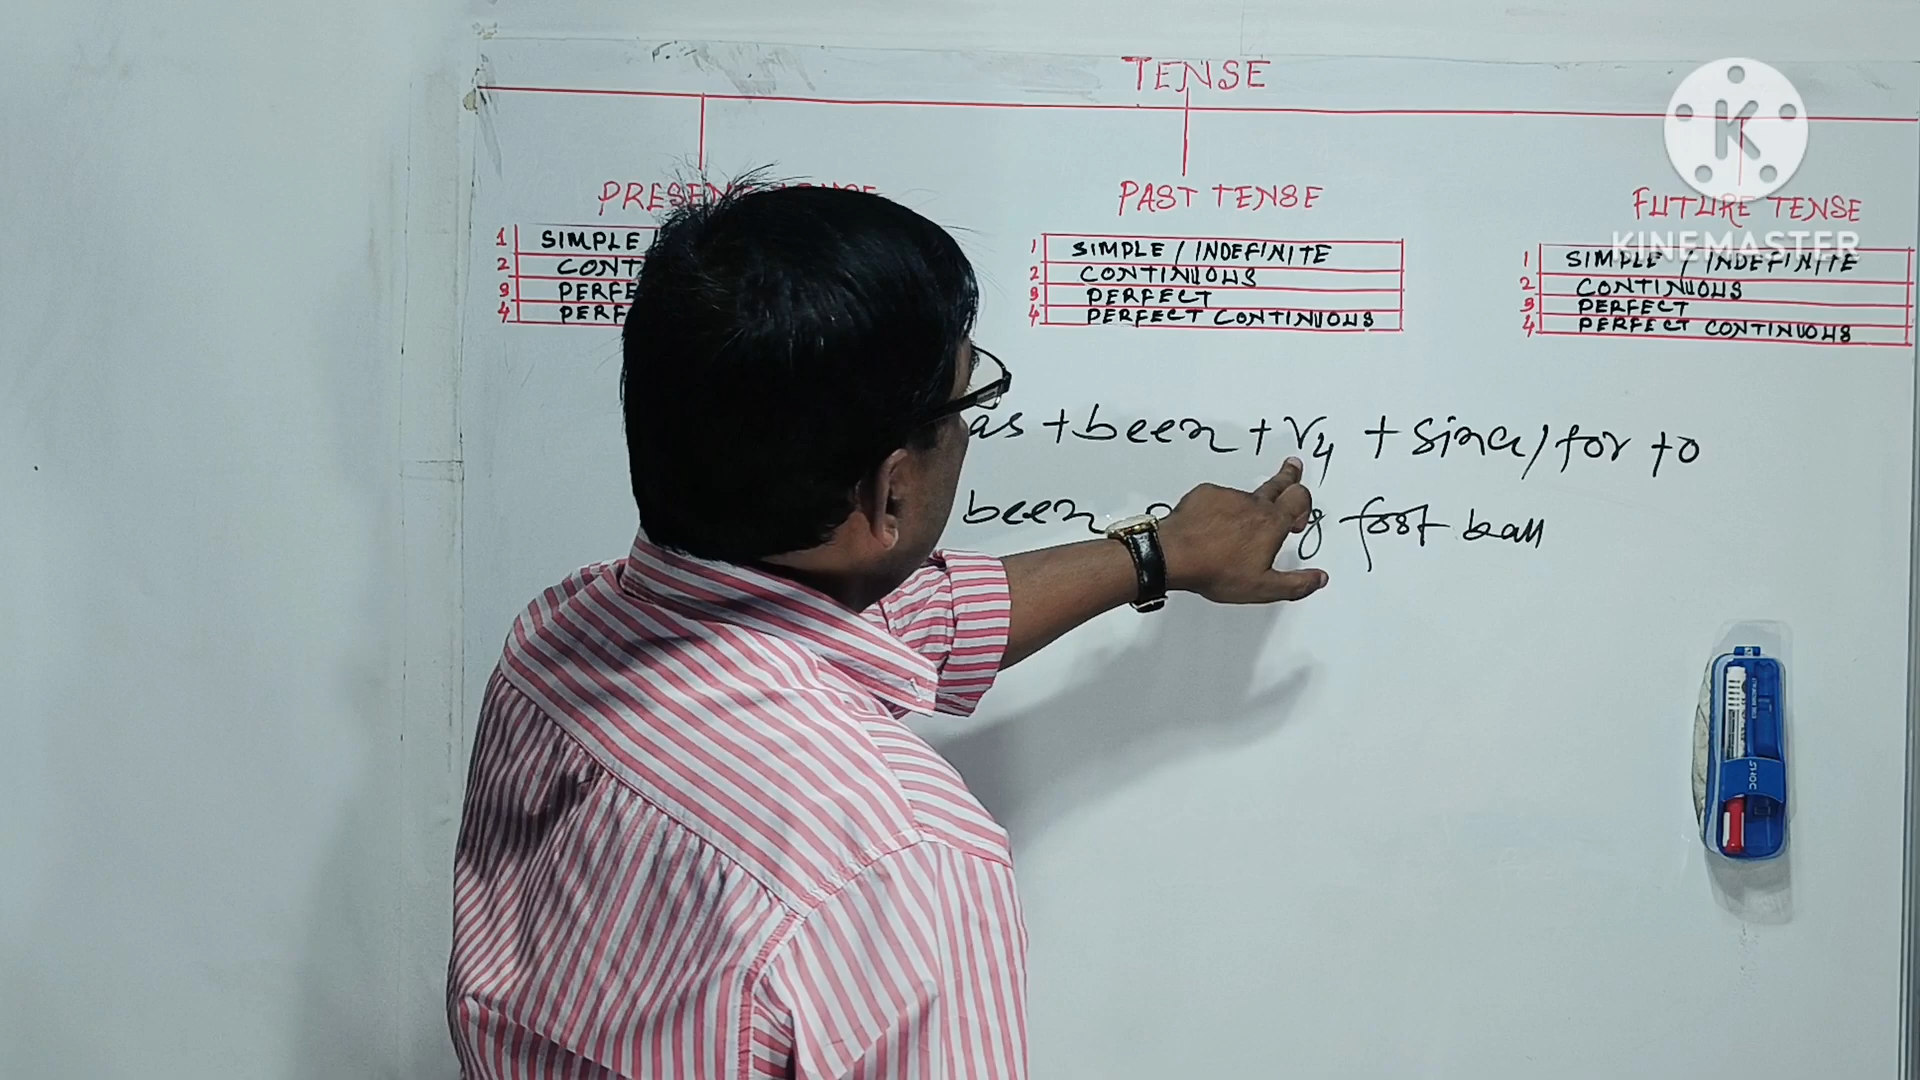 TENSE
PRESENT TENSE
1 SIMPLE /
2 CONT
3 PERFE
4 PERF
PAST TENSE
1 SIMPLE / INDEFINITE
2 CONTINUOUS
3 PERFECT
4 PERFECT CONTINUOUS
FUTURE TENSE
1 SIMPLE / INDEFINITE
2 CONTINUOUS
3 PERFECT
4 PERFECT CONTINUOUS
K
KINEMASTER
as + been + V4 + since / for + o
been g foot ball